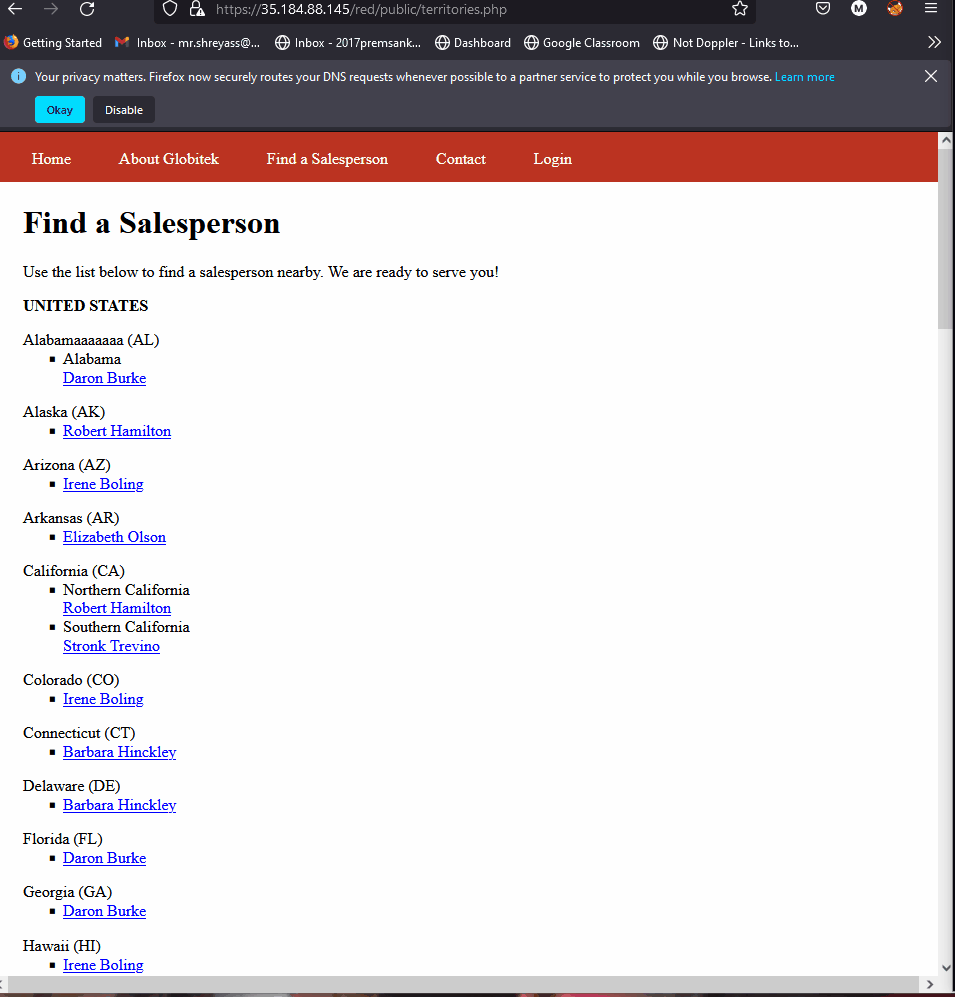 https://35.184.88.145/red/public/territories.php
M
Getting Started Inbox - mr.shreyass@... Inbox - 2017premsank... Dashboard Google Classroom Not Doppler - Links to...
Your privacy matters. Firefox now securely routes your DNS requests whenever possible to a partner service to protect you while you browse. Learn more
Okay Disable
Home About Globitek Find a Salesperson Contact Login
Find a Salesperson
Use the list below to find a salesperson nearby. We are ready to serve you!
UNITED STATES
Alabamaaaaaaa (AL)
Alabama
Daron Burke
Alaska (AK)
Robert Hamilton
Arizona (AZ)
Irene Boling
Arkansas (AR)
Elizabeth Olson
California (CA)
Northern California
Robert Hamilton
Southern California
Stronk Trevino
Colorado (CO)
Irene Boling
Connecticut (CT)
Barbara Hinckley
Delaware (DE)
Barbara Hinckley
Florida (FL)
Daron Burke
Georgia (GA)
Daron Burke
Hawaii (HI)
Irene Boling